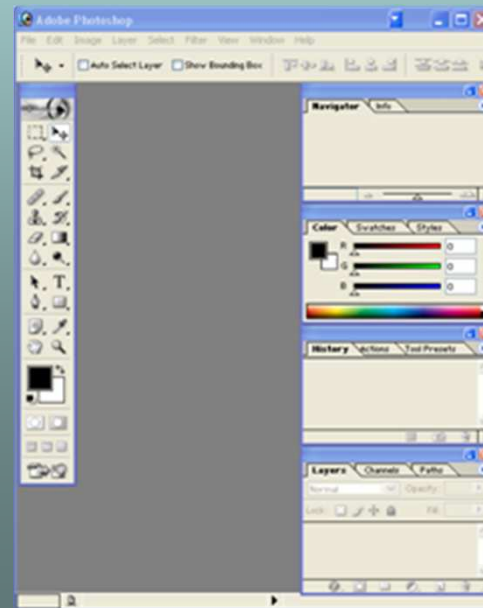 Adobe Photoshop
File Edit Image Layer Select Filter View Window Help
Auto Select Layer Show Bounding Box
Navigator Info
Color Swatches Styles
R 0
G 0
B 0
History Actions Tool Presets
Layers Channels Paths
Normal Opacity:
Lock: Fill: